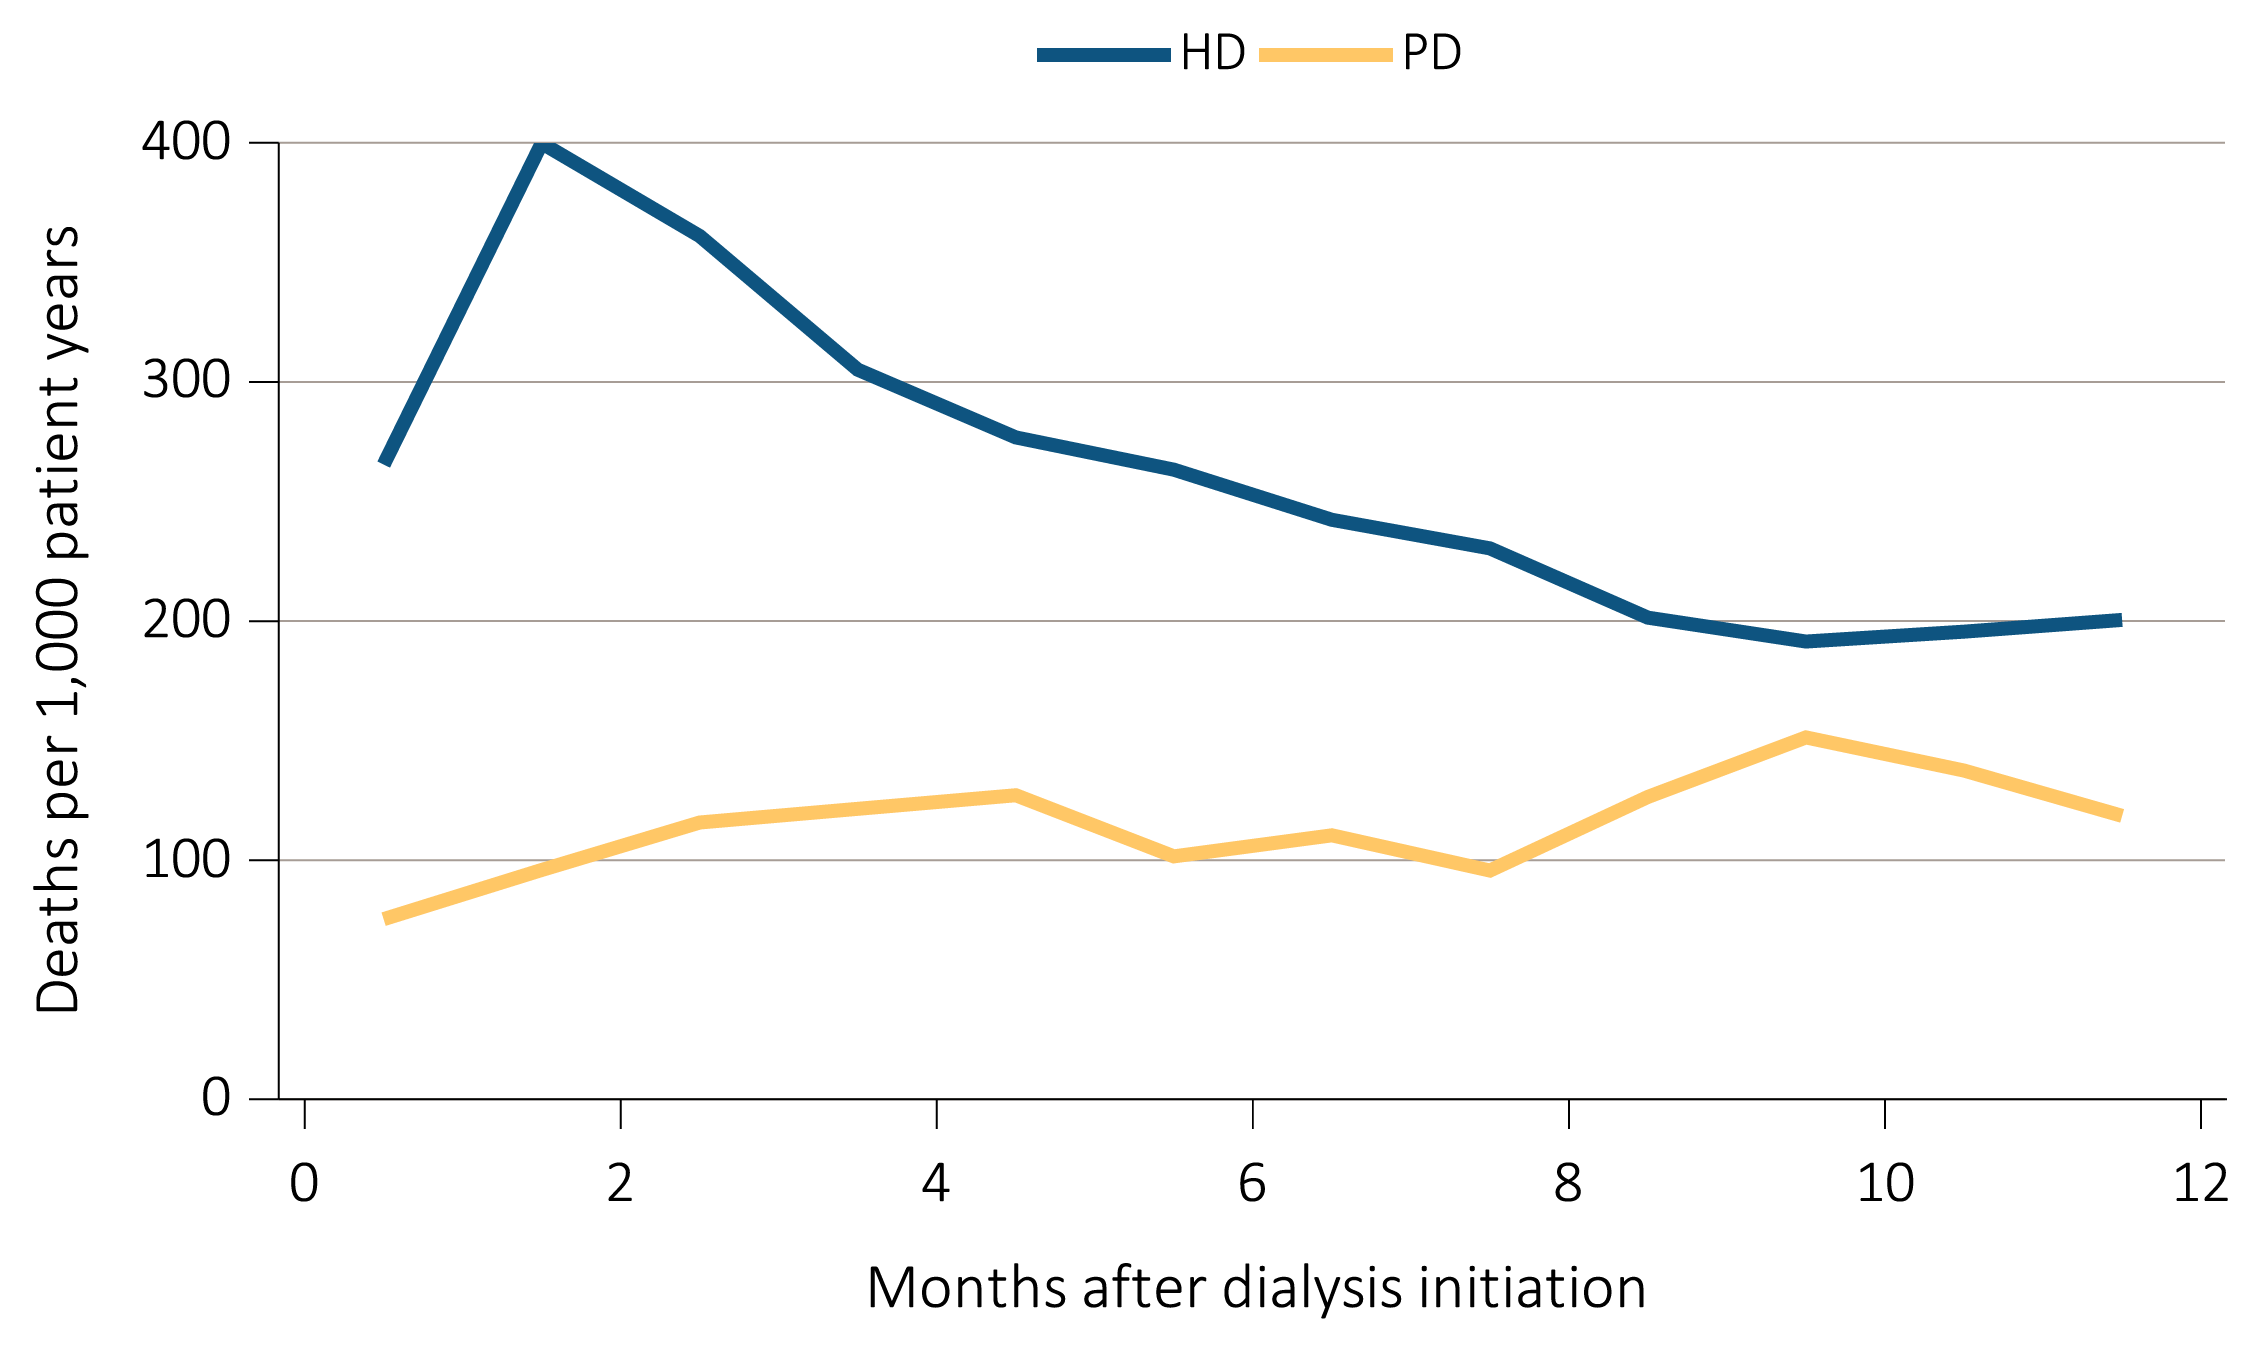 HD PD
400
300
200
100
0
Deaths per 1,000 patient years
0 2 4 6 8 10 12
Months after dialysis initiation